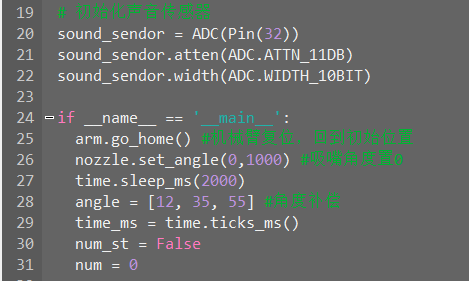 19 # 初始化声音传感器
20 sound_sendor = ADC(Pin(32))
21 sound_sendor.atten(ADC.ATTN_11DB)
22 sound_sendor.width(ADC.WIDTH_10BIT)
23
24 if __name__ == '__main__':
25 arm.go_home() #机械臂复位，回到初始位置
26 nozzle.set_angle(0,1000) #吸嘴角度置0
27 time.sleep_ms(2000)
28 angle = [12, 35, 55] #角度补偿
29 time_ms = time.ticks_ms()
30 num_st = False
31 num = 0